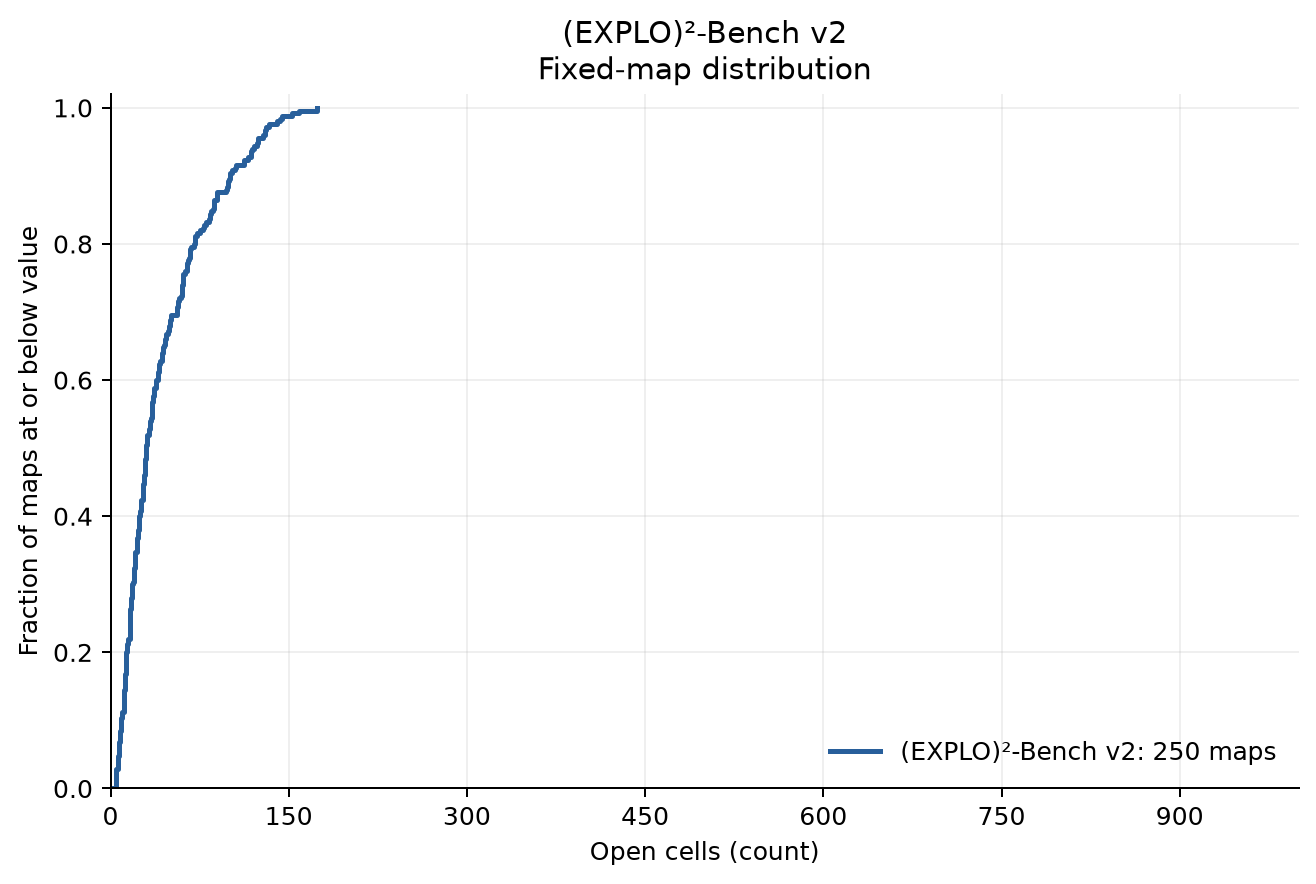 (EXPLO)²-Bench v2
Fixed-map distribution
Fraction of maps at or below value
1.0
0.8
0.6
0.4
0.2
0.0
(EXPLO)²-Bench v2: 250 maps
0 150 300 450 600 750 900
Open cells (count)